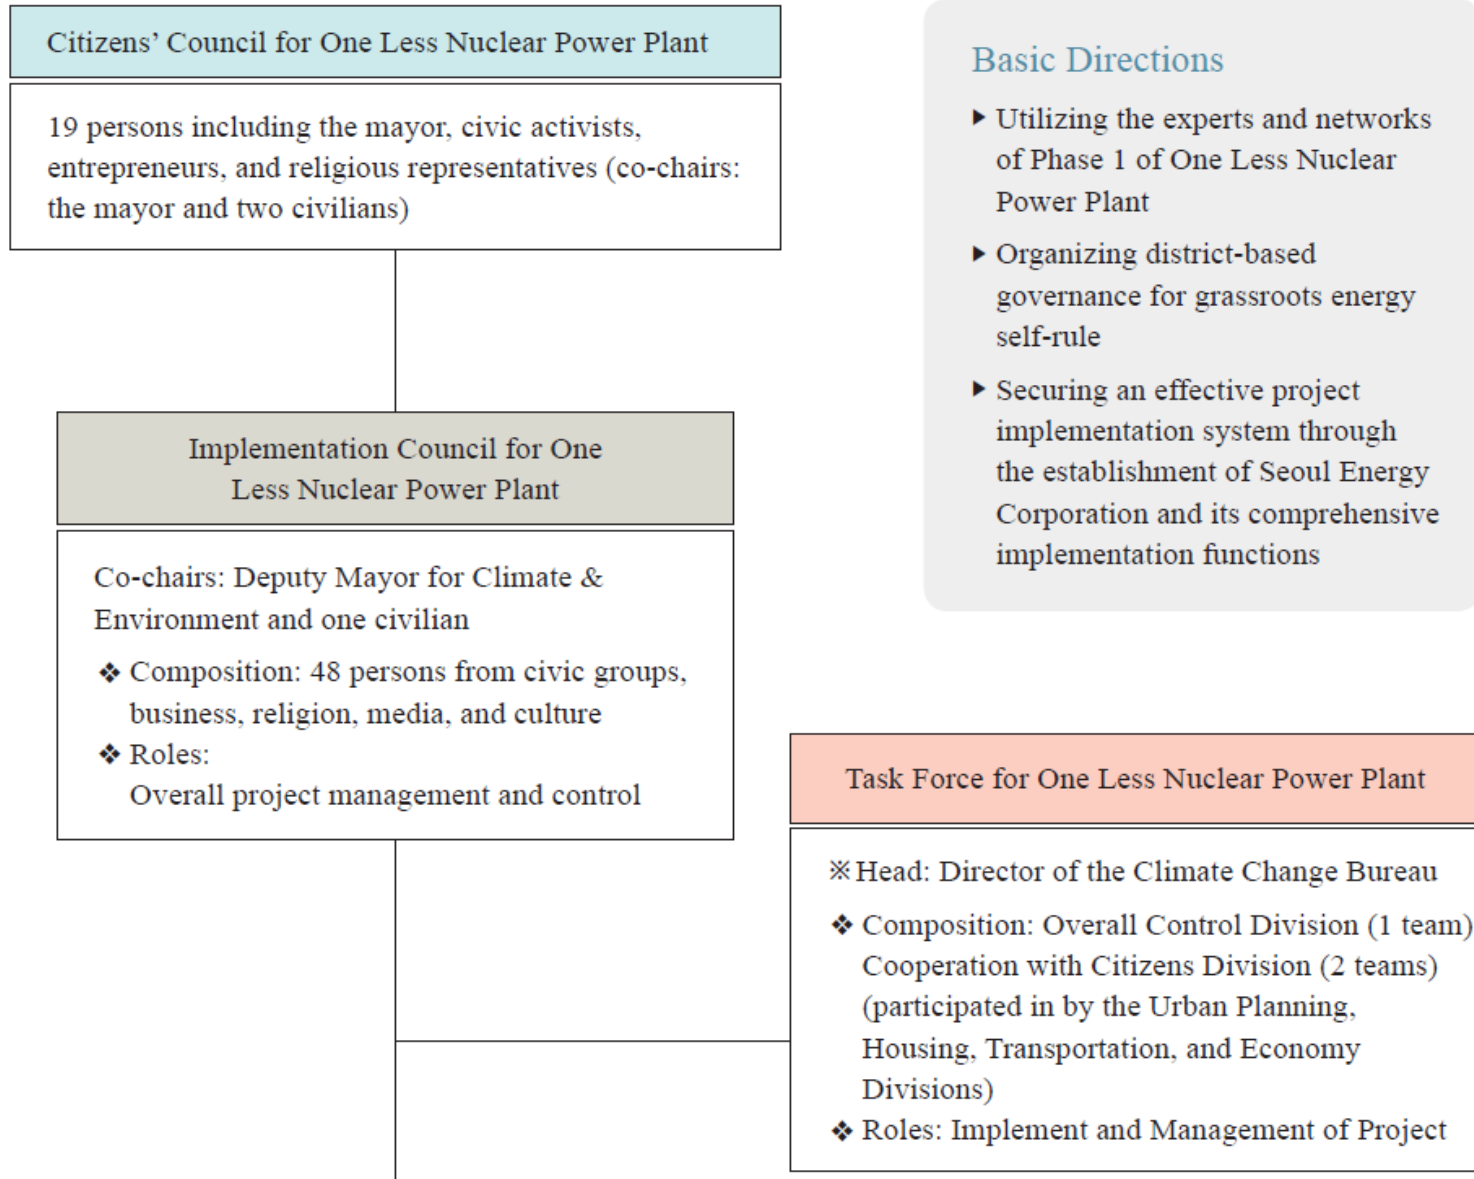 Citizens’ Council for One Less Nuclear Power Plant
19 persons including the mayor, civic activists,
entrepreneurs, and religious representatives (co-chairs:
the mayor and two civilians)
Basic Directions
▶ Utilizing the experts and networks
of Phase 1 of One Less Nuclear
Power Plant
▶ Organizing district-based
governance for grassroots energy
self-rule
▶ Securing an effective project
implementation system through
the establishment of Seoul Energy
Corporation and its comprehensive
implementation functions
Implementation Council for One
Less Nuclear Power Plant
Co-chairs: Deputy Mayor for Climate &
Environment and one civilian
❖ Composition: 48 persons from civic groups,
business, religion, media, and culture
❖ Roles:
Overall project management and control
Task Force for One Less Nuclear Power Plant
※Head: Director of the Climate Change Bureau
❖ Composition: Overall Control Division (1 team)
Cooperation with Citizens Division (2 teams)
(participated in by the Urban Planning,
Housing, Transportation, and Economy
Divisions)
❖ Roles: Implement and Management of Project